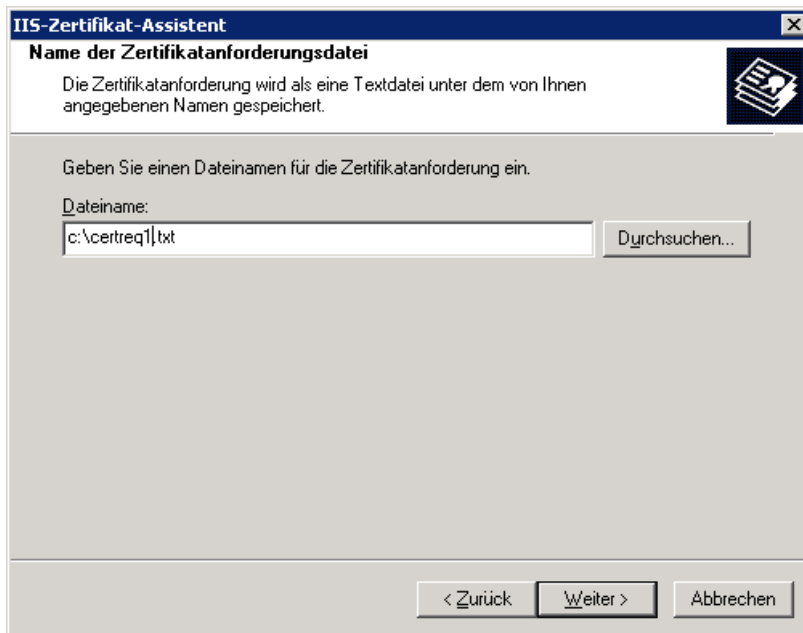 IIS-Zertifikat-Assistent
Name der Zertifikatanforderungsdatei
Die Zertifikatanforderung wird als eine Textdatei unter dem von Ihnen
angegebenen Namen gespeichert.
Geben Sie einen Dateinamen für die Zertifikatanforderung ein.
Dateiname:
c:\certreq1.txt
Durchsuchen...
< Zurück
Weiter >
Abbrechen